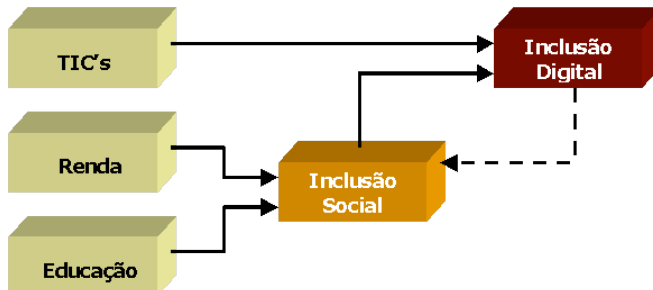 TIC's
Inclusão
Digital
Renda
Inclusão
Social
Educação